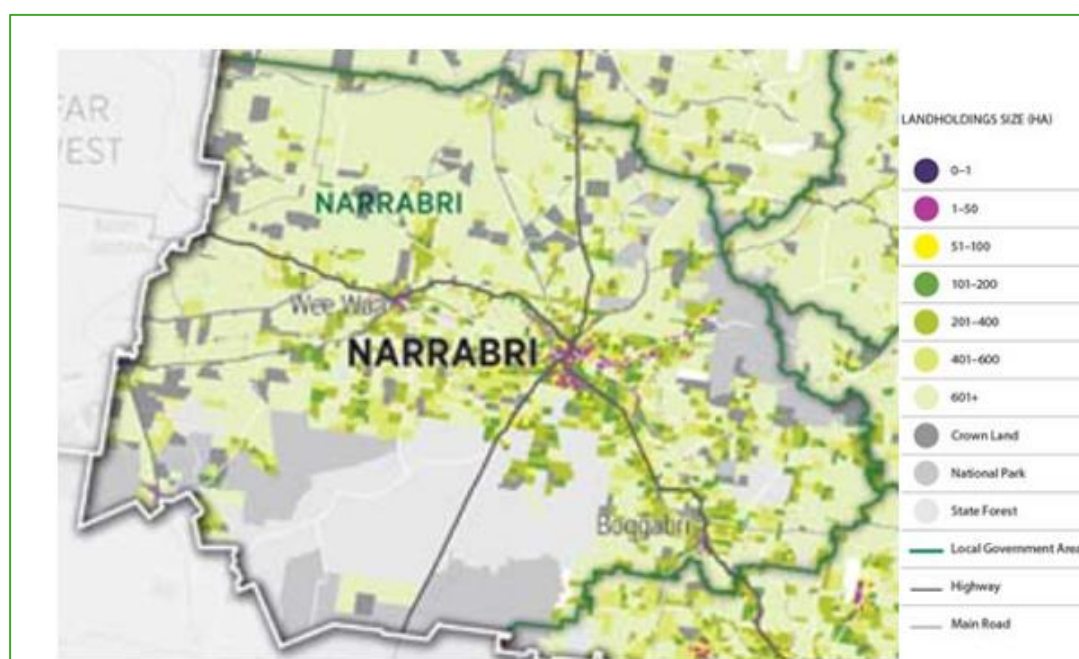 FAR
WEST
NARRABRI
Wee Waa
NARRABRI
Boggabri
LANDHOLDINGS SIZE (HA)
0–1
1–50
51–100
101–200
201–400
401–600
601+
Crown Land
National Park
State Forest
Local Government Area
Highway
Main Road